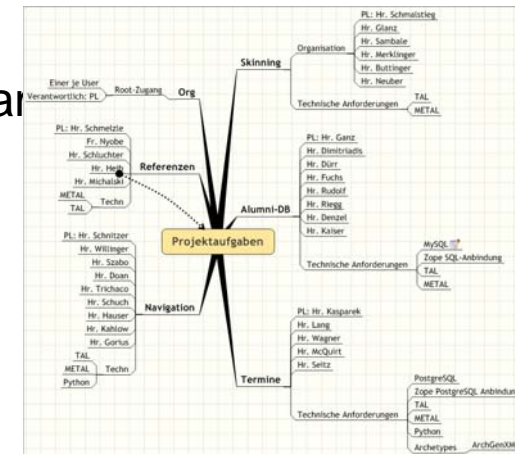 ar
Projektaufgaben
Org
Root-Zugang
Einer je User
Verantwortlich: PL
Referenzen
PL: Hr. Schmelzle
Fr. Nyobe
Hr. Schluchter
Hr. Heib
Hr. Michalski
Techn
METAL
TAL
Navigation
PL: Hr. Schnitzer
Hr. Willinger
Hr. Szabo
Hr. Doan
Hr. Trichaco
Hr. Schuch
Hr. Hauser
Hr. Kahlow
Hr. Gorius
Techn
TAL
METAL
Python
Skinning
Organisation
PL: Hr. Schmalstieg
Hr. Glanz
Hr. Sambale
Hr. Merklinger
Hr. Buttinger
Hr. Neuber
Technische Anforderungen
TAL
METAL
Alumni-DB
PL: Hr. Ganz
Hr. Dimitriadis
Hr. Dürr
Hr. Fuchs
Hr. Rudolf
Hr. Riegg
Hr. Denzel
Hr. Kaiser
Technische Anforderungen
MySQL
Zope SQL-Anbindung
TAL
METAL
Termine
PL: Hr. Kasparek
Hr. Lang
Hr. Wagner
Hr. McQuirt
Hr. Seitz
Technische Anforderungen
PostgreSQL
Zope PostgreSQL Anbindun
TAL
METAL
Python
Archetypes
ArchGenXM